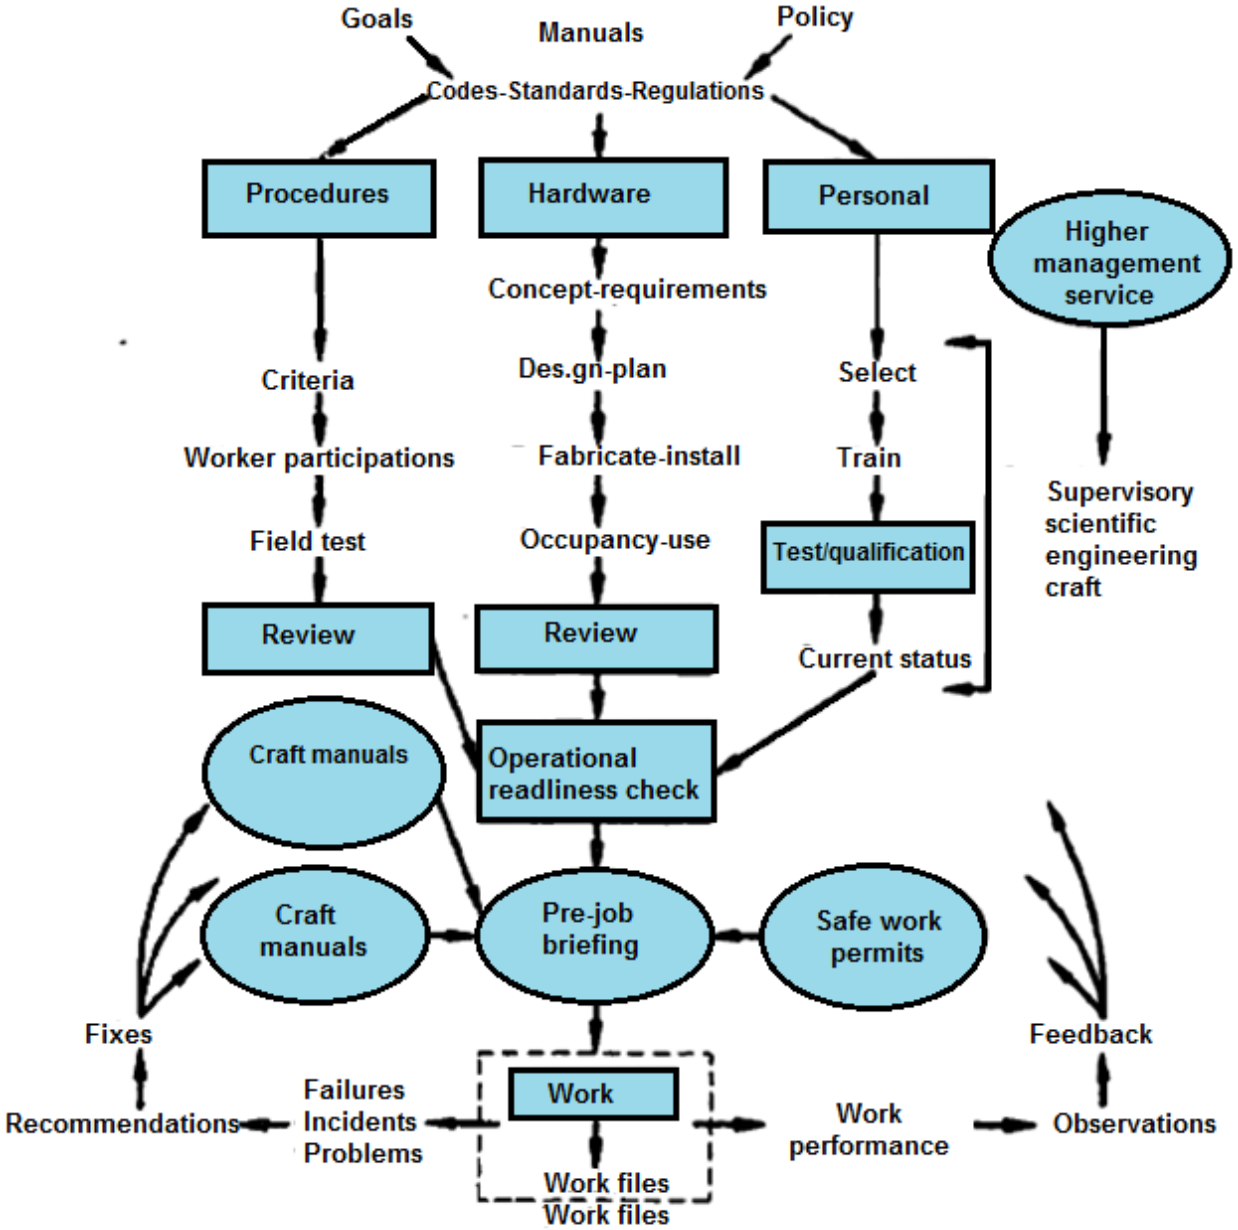 Goals
Manuals
Policy
Codes-Standards-Regulations
Procedures
Hardware
Personal
Higher
management
service
Concept-requirements
Criteria
Des.gn-plan
Select
Worker participations
Fabricate-install
Train
Supervisory
scientific
engineering
craft
Field test
Occupancy-use
Test/qualification
Review
Review
Current status
Craft manuals
Operational
readliness check
Craft
manuals
Pre-job
briefing
Safe work
permits
Fixes
Feedback
Recommendations
Failures
Incidents
Problems
Work
Work
performance
Observations
Work files
Work files